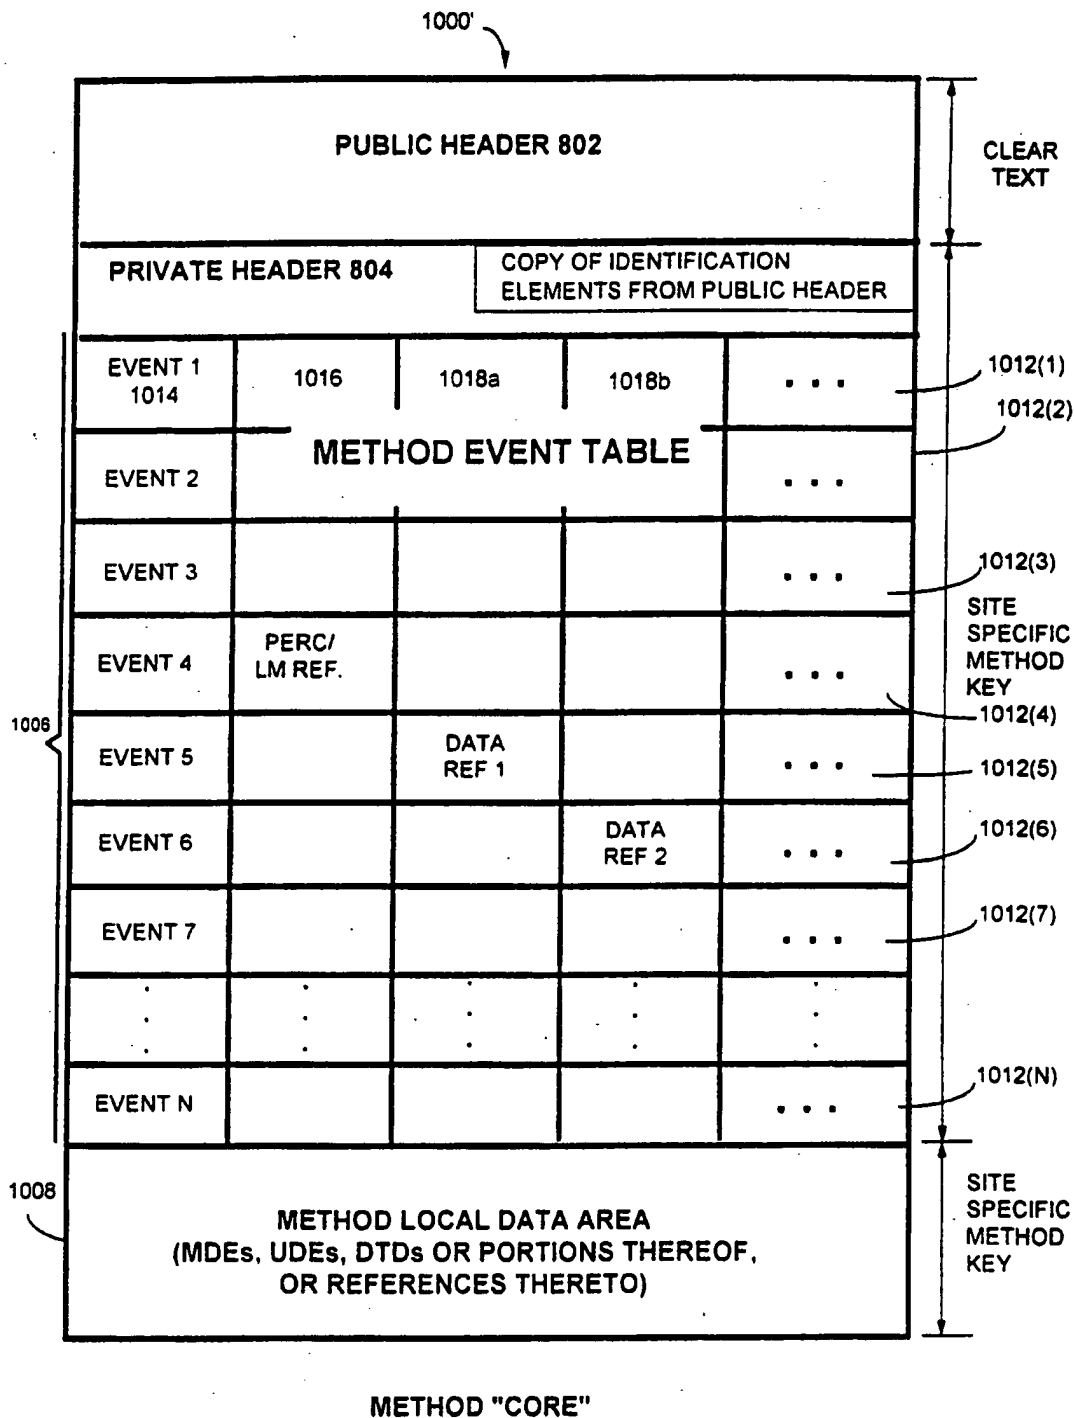 1000'
PUBLIC HEADER 802
CLEAR
TEXT
PRIVATE HEADER 804
COPY OF IDENTIFICATION
ELEMENTS FROM PUBLIC HEADER
EVENT 1
1014
1016
1018a
1018b
. . .
1012(1)
1012(2)
METHOD EVENT TABLE
EVENT 2
. . .
EVENT 3
. . .
1012(3)
SITE
SPECIFIC
METHOD
KEY
EVENT 4
PERC/
LM REF.
. . .
1012(4)
1006
EVENT 5
DATA
REF 1
. . .
1012(5)
EVENT 6
DATA
REF 2
. . .
1012(6)
EVENT 7
. . .
1012(7)
EVENT N
. . .
1012(N)
1008
METHOD LOCAL DATA AREA
(MDEs, UDEs, DTDs OR PORTIONS THEREOF,
OR REFERENCES THERETO)
SITE
SPECIFIC
METHOD
KEY
METHOD "CORE"